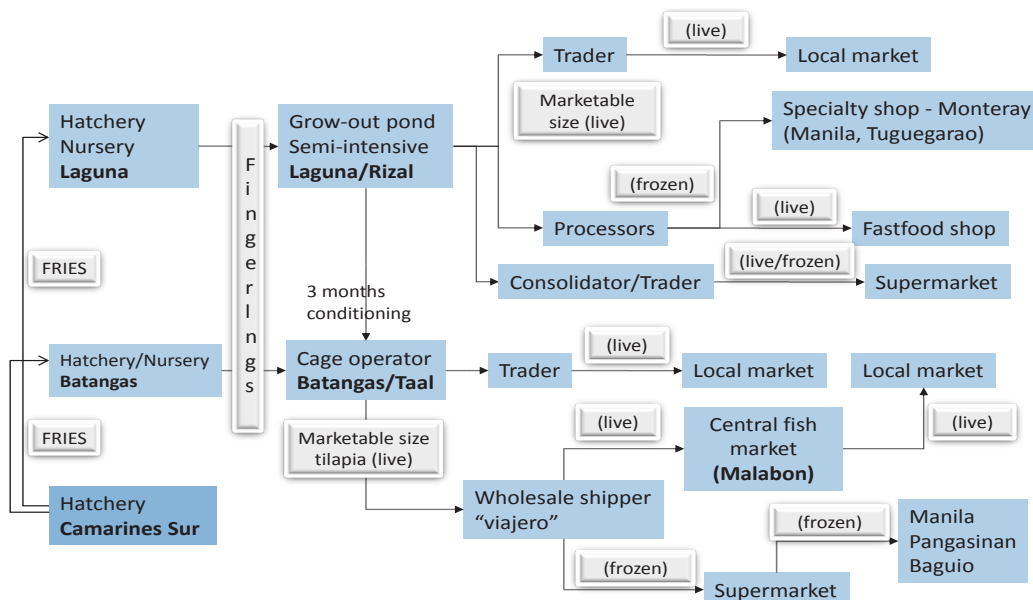 Hatchery
Nursery
Laguna
FRIES
Hatchery/Nursery
Batangas
FRIES
Hatchery
Camarines Sur
FingerIngs
Grow-out pond
Semi-intensive
Laguna/Rizal
3 months
conditioning
Cage operator
Batangas/Taal
Marketable size
tilapia (live)
Trader
(live)
Local market
Marketable
size (live)
Specialty shop - Monteray
(Manila, Tuguegarao)
(frozen)
Processors
(live)
Fastfood shop
Consolidator/Trader
(live/frozen)
Supermarket
Trader
(live)
Local market
Local market
(live)
Central fish
market
(Malabon)
(live)
Wholesale shipper
“viajero”
(frozen)
Supermarket
(frozen)
Manila
Pangasinan
Baguio